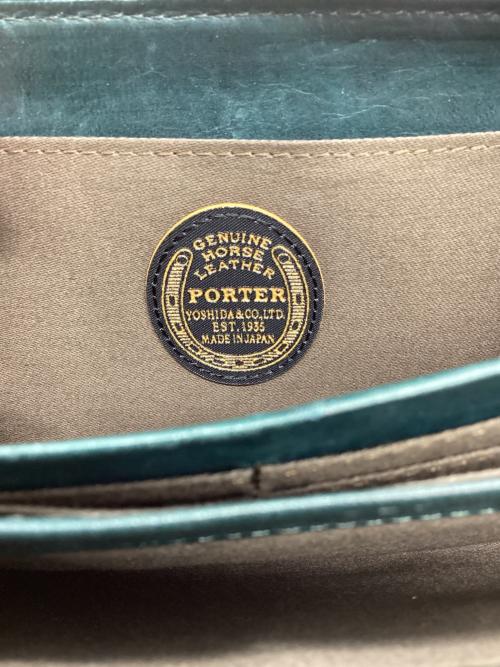 GENUINE
HORSE
LEATHER
PORTER
YOSHIDA&CO,LTD.
EST.1935
MADE IN JAPAN